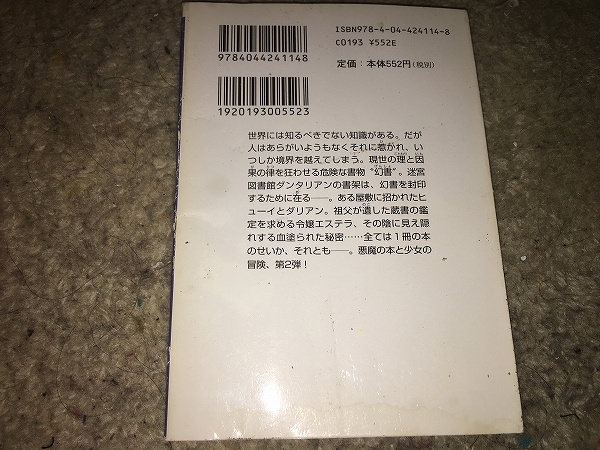 ISBN978-4-04-424114-8
C0193 ¥552E
9784044241148
定価：本体552円（税別）
1920193005523
世界には知るべきでない知識がある。だが
人はあらがいようもなくそれに惹かれ、い
つしか境界を越えてしまう。現世の理と因
果の律を狂わせる危険な書物“幻書”。迷宮
図書館ダンタリアンの書架は、幻書を封印
するために在る――。ある屋敷に招かれたヒ
ューイとダリアン。祖父が遺した蔵書の鑑
定を求める令嬢エステラ、その陰に見え隠
れする血塗られた秘密……全ては１冊の本
のせいか、それとも――。悪魔の本と少女の
冒険、第２弾！